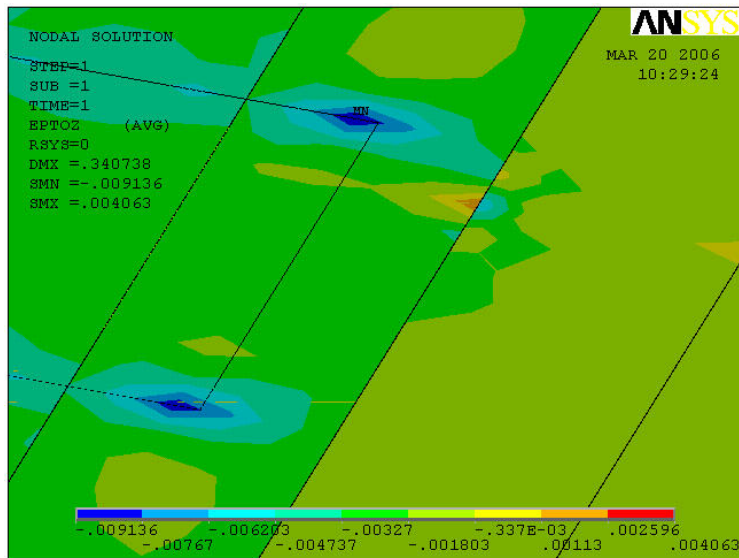 ANSYS
NODAL SOLUTION
MAR 20 2006
10:29:24
STEP=1
SUB =1
TIME=1
EPTOZ (AVG)
RSYS=0
DMX =.340738
SMN =-.009136
SMX =.004063
MN
-.009136 -.006203 -.00327 -.337E-03 .002596
-.00767 -.004737 -.001803 .00113 .004063